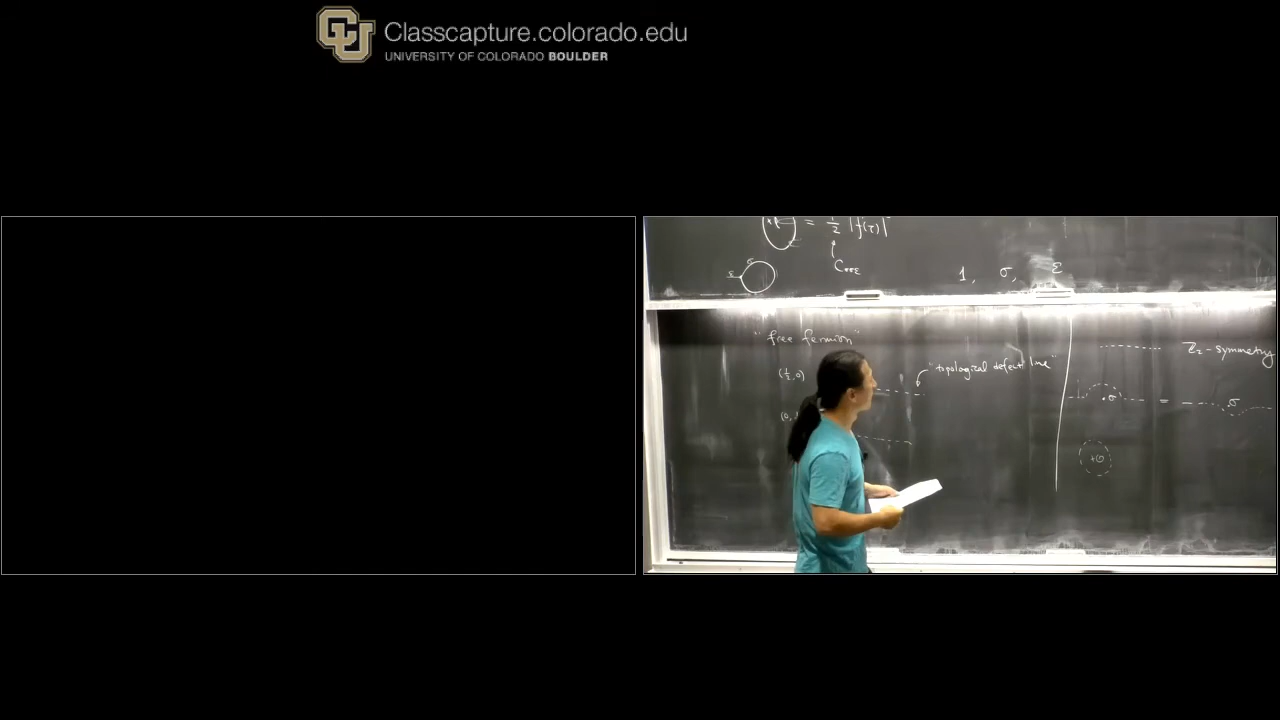 Classcapture.colorado.edu
UNIVERSITY OF COLORADO BOULDER
= 1/2 |f(τ)|
C_σσε
ε σ
1, σ, ε
"free fermion"
(1/2, 0)
"topological defect line"
(0,
Z₂-symmetry
σ = σ
σ